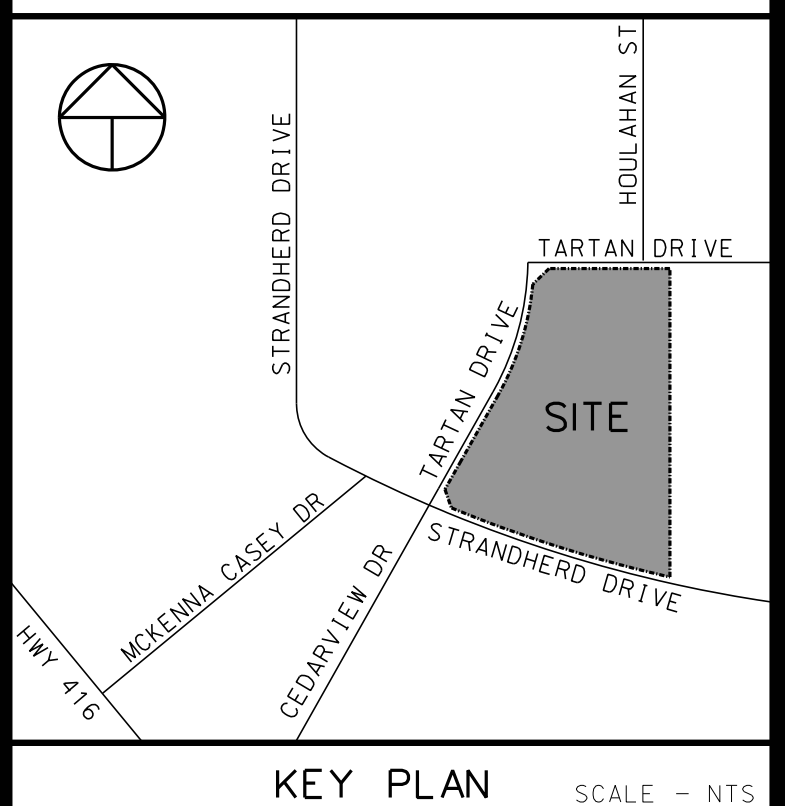 HOULAHAN ST
STRANDHERD DRIVE
TARTAN DRIVE
TARTAN DRIVE
SITE
MCKENNA CASEY DR
STRANDHERD DRIVE
CEDARVIEW DR
HWY 416
KEY PLAN
SCALE - NTS